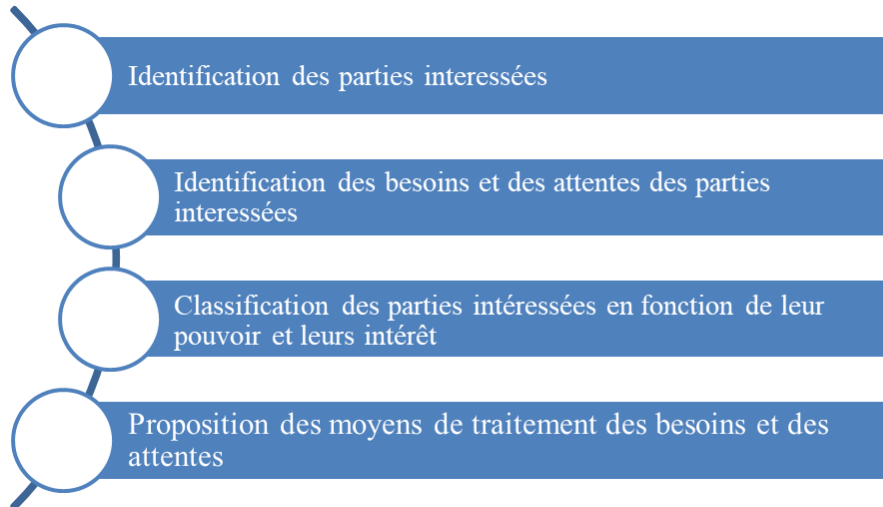 Identification des parties interessées
Identification des besoins et des attentes des parties
interessées
Classification des parties intéressées en fonction de leur
pouvoir et leurs intérêt
Proposition des moyens de traitement des besoins et des
attentes